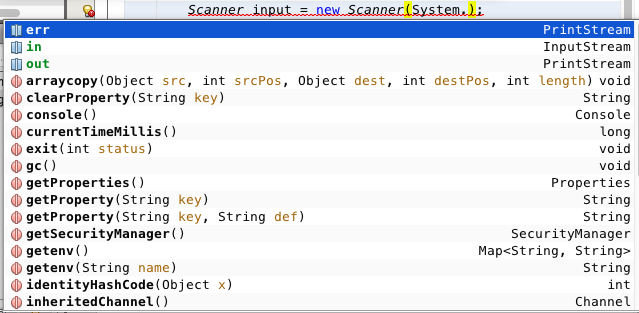 Scanner input = new Scanner(System.);
err PrintStream
in InputStream
out PrintStream
arraycopy(Object src, int srcPos, Object dest, int destPos, int length) void
clearProperty(String key) String
console() Console
currentTimeMillis() long
exit(int status) void
gc() void
getProperties() Properties
getProperty(String key) String
getProperty(String key, String def) String
getSecurityManager() SecurityManager
getenv() Map<String, String>
getenv(String name) String
identityHashCode(Object x) int
inheritedChannel() Channel